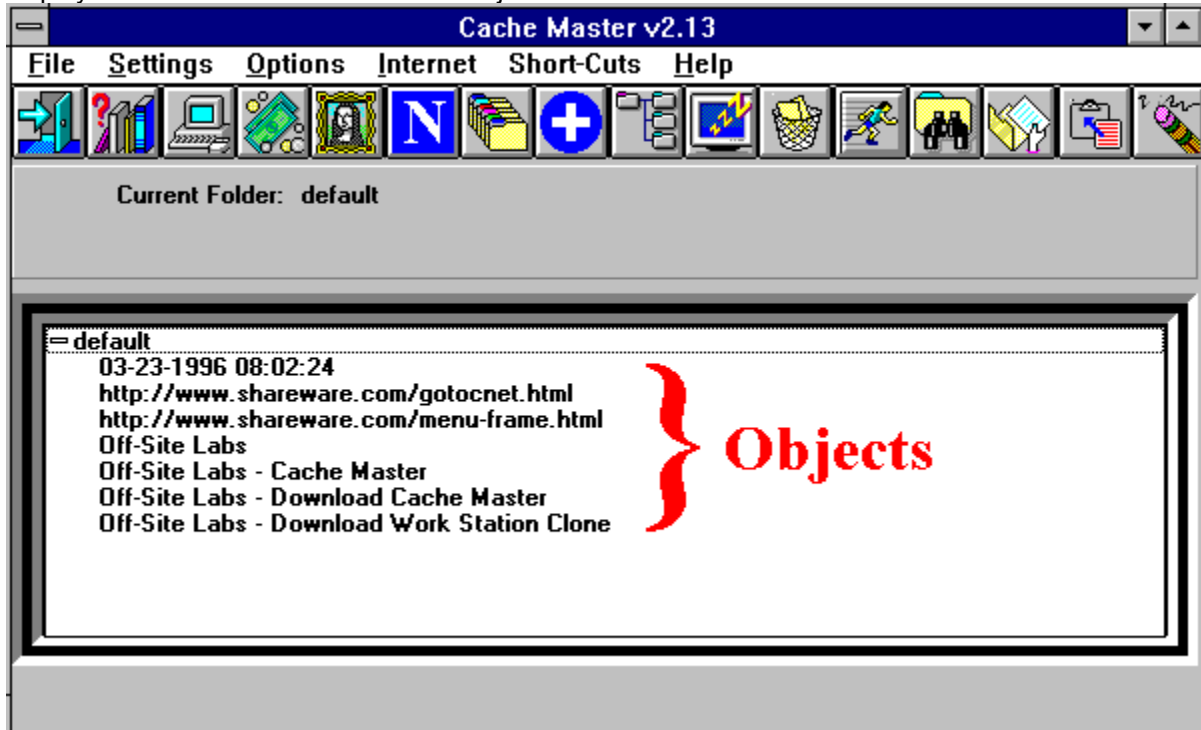 Cache Master v2.13
File Settings Options Internet Short-Cuts Help
N
Current Folder: default
default
03-23-1996 08:02:24
http://www.shareware.com/gotocnet.html
http://www.shareware.com/menu-frame.html
Off-Site Labs
Off-Site Labs - Cache Master
Off-Site Labs - Download Cache Master
Off-Site Labs - Download Work Station Clone
} Objects